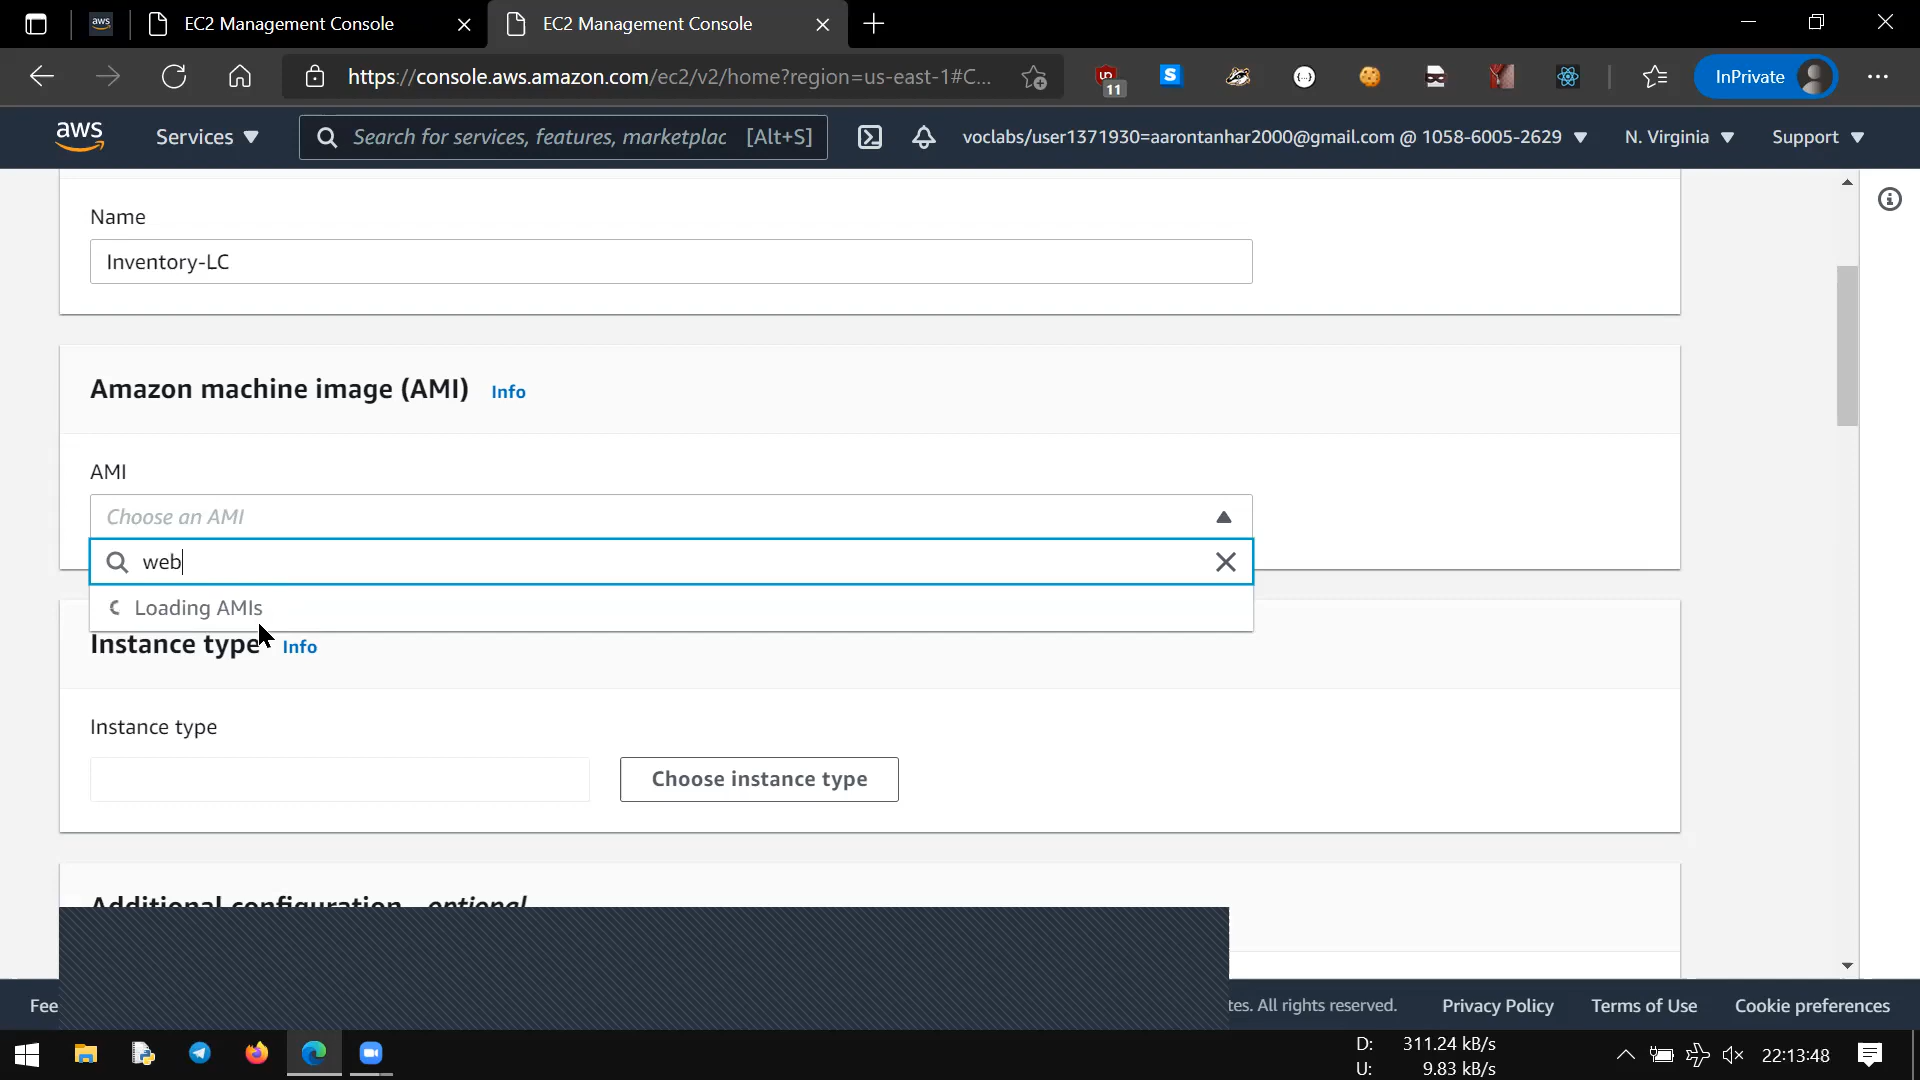 EC2 Management Console
EC2 Management Console
https://console.aws.amazon.com/ec2/v2/home?region=us-east-1#C...
11
InPrivate
aws
Services
Search for services, features, marketplac [Alt+S]
voclabs/user1371930=aarontanhar2000@gmail.com @ 1058-6005-2629
N. Virginia
Support
Name
Inventory-LC
Amazon machine image (AMI) Info
AMI
Choose an AMI
web
Loading AMIs
Instance type Info
Instance type
Choose instance type
Additional configuration - optional
Fee
tes. All rights reserved.
Privacy Policy
Terms of Use
Cookie preferences
D: 311.24 kB/s
U: 9.83 kB/s
22:13:48